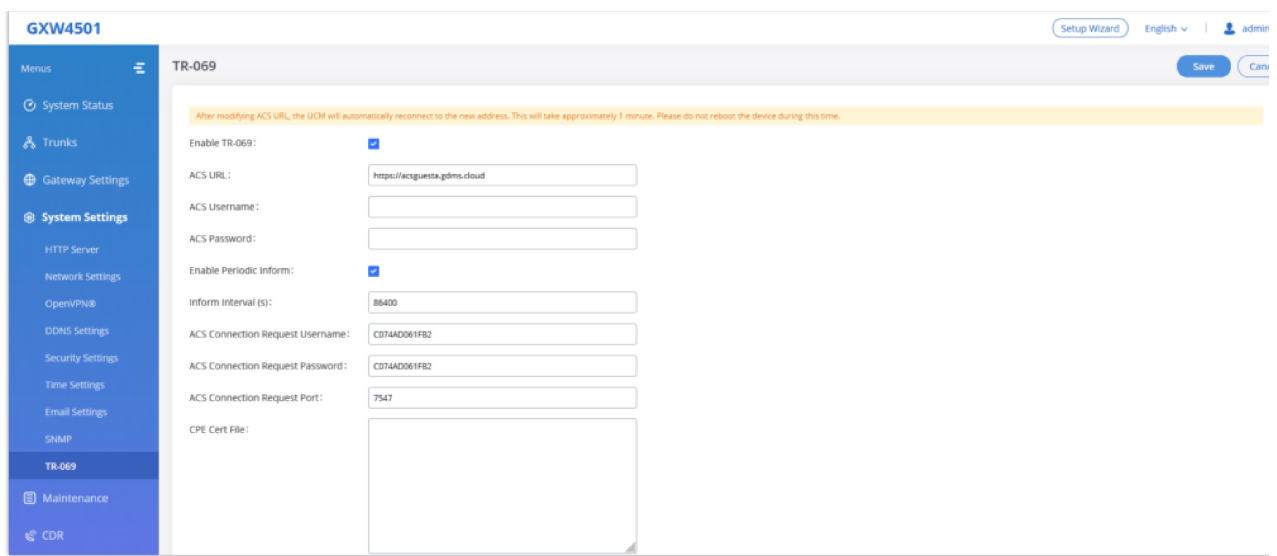 GXW4501
Setup Wizard
English
admin
Menus
TR-069
Save
System Status
After modifying ACS URL, the UCM will automatically reconnect to the new address. This will take approximately 1 minute. Please do not reboot the device during this time.
Trunks
Enable TR-069:
ACS URL: https://acsguesta.gdms.cloud
Gateway Settings
ACS Username:
System Settings
ACS Password:
HTTP Server
Enable Periodic Inform:
Network Settings
Inform Interval (s): 86400
OpenVPN®
DDNS Settings
ACS Connection Request Username: C074AD061FB2
Security Settings
ACS Connection Request Password: C074AD061FB2
Time Settings
ACS Connection Request Port: 7547
Email Settings
CPE Cert File:
SNMP
TR-069
Maintenance
CDR